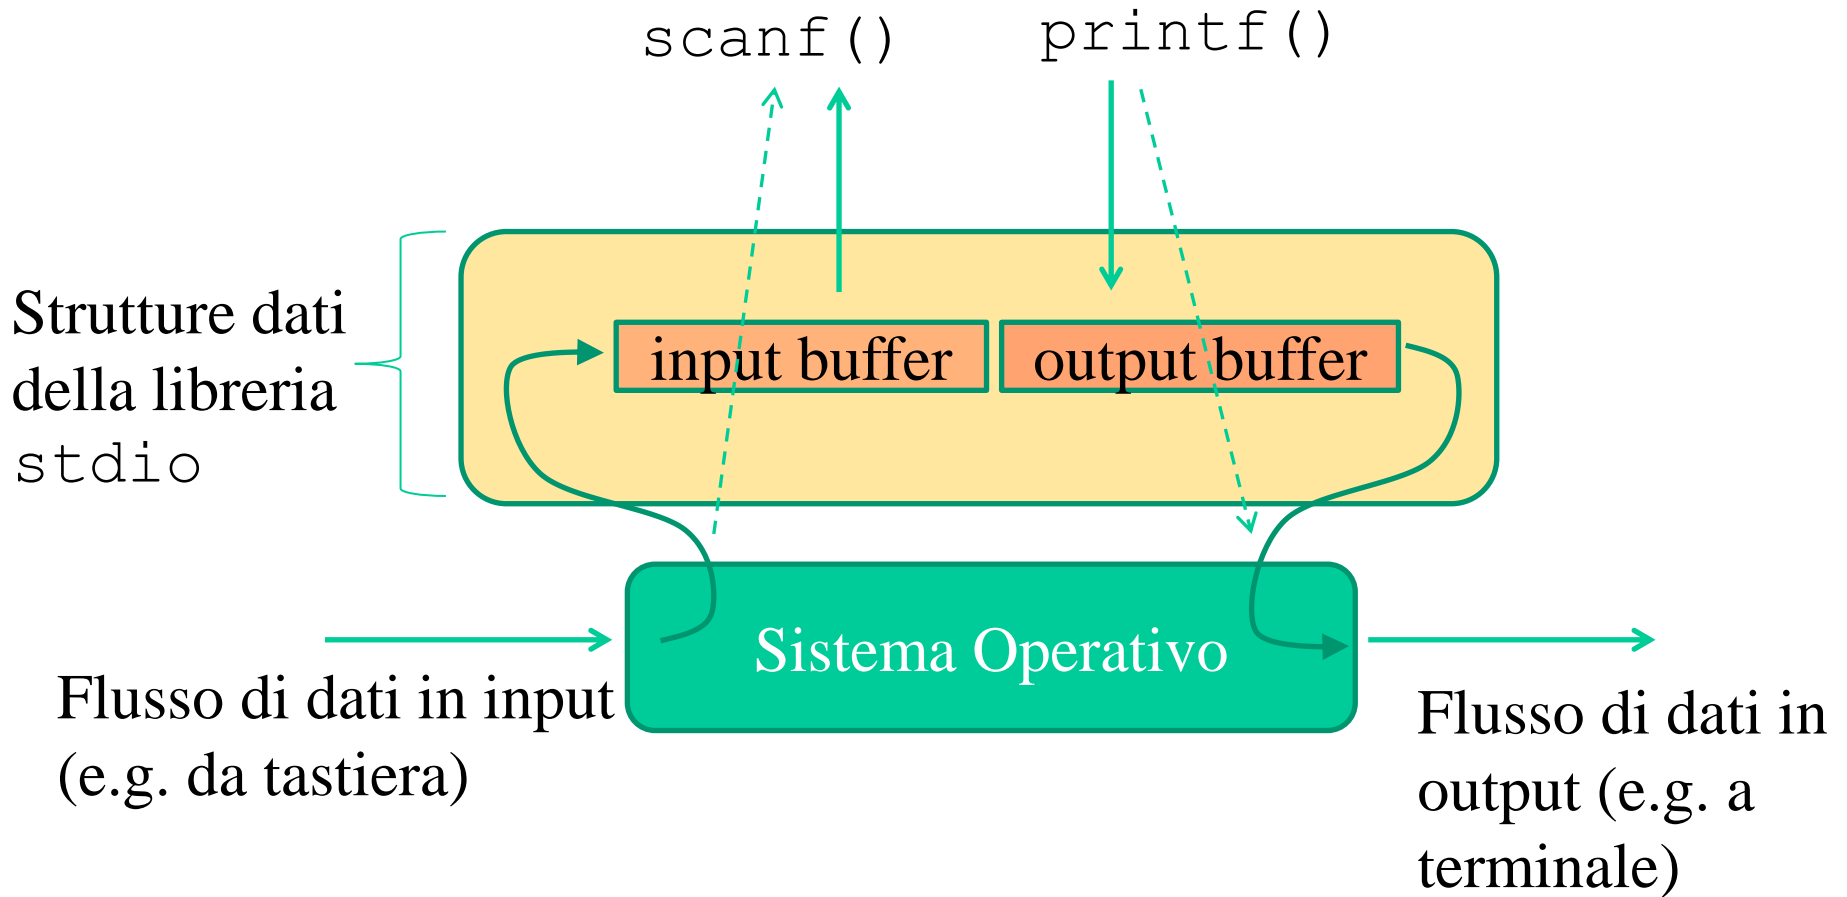 scanf()
printf()
Strutture dati
della libreria
stdio
input buffer
output buffer
Sistema Operativo
Flusso di dati in input
(e.g. da tastiera)
Flusso di dati in
output (e.g. a
terminale)